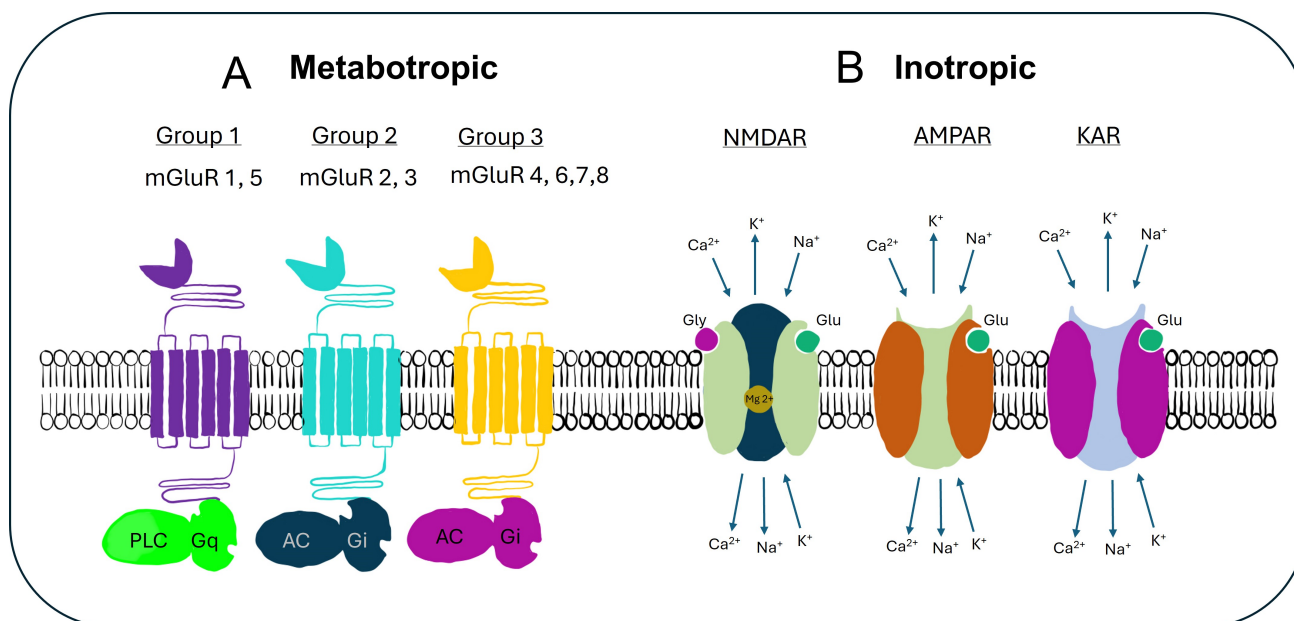 A Metabotropic
Group 1
mGluR 1, 5
Group 2
mGluR 2, 3
Group 3
mGluR 4, 6,7,8
PLC Gq
AC Gi
AC Gi
B Inotropic
NMDAR
Ca²⁺ K⁺ Na⁺
Gly Glu
Mg 2+
Ca²⁺ Na⁺ K⁺
AMPAR
Ca²⁺ K⁺ Na⁺
Glu
Ca²⁺ Na⁺ K⁺
KAR
Ca²⁺ K⁺ Na⁺
Glu
Ca²⁺ Na⁺ K⁺